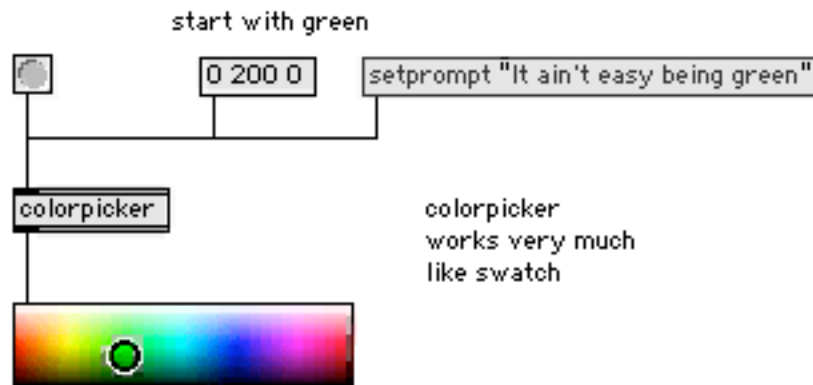 start with green
0 200 0
setprompt "It ain't easy being green"
colorpicker
colorpicker
works very much
like swatch